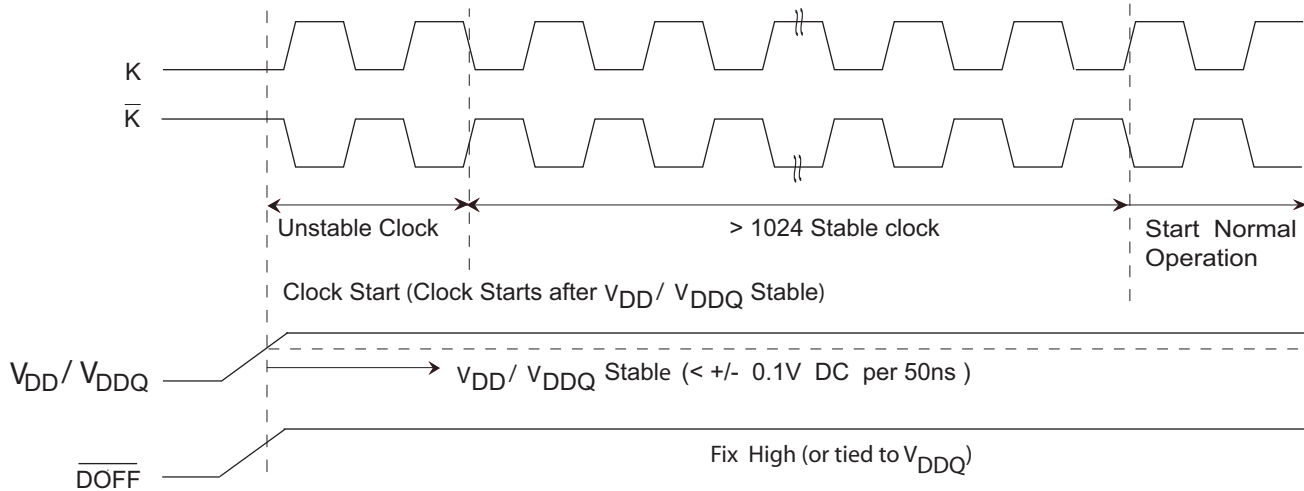 K
K̅
Unstable Clock
> 1024 Stable clock
Start Normal
Operation
Clock Start (Clock Starts after VDD/ VDDQ Stable)
VDD/ VDDQ
VDD/ VDDQ Stable (< +/- 0.1V DC per 50ns )
Fix High (or tied to VDDQ)
D̅O̅F̅F̅